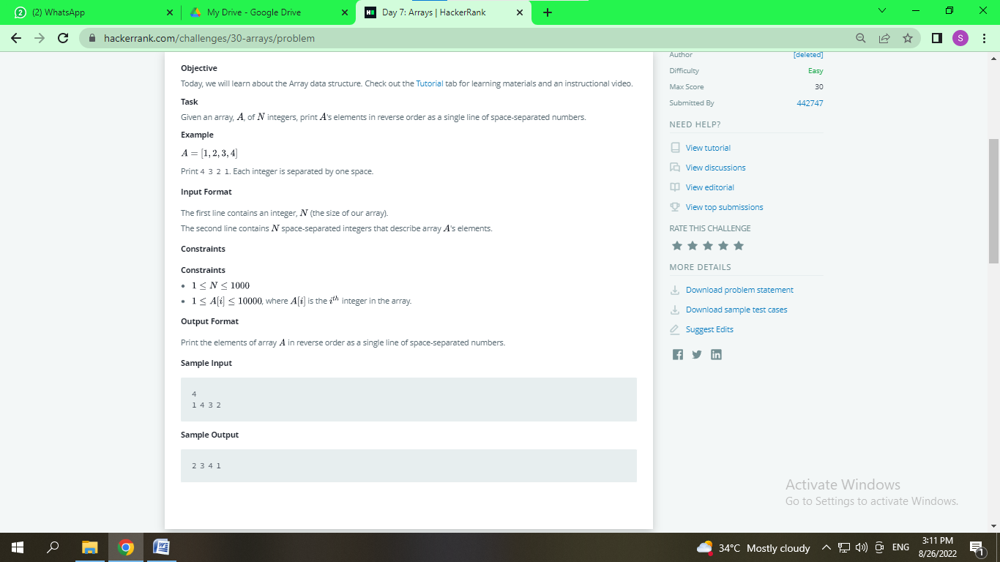 (2) WhatsApp
My Drive - Google Drive
Day 7: Arrays | HackerRank
hackerrank.com/challenges/30-arrays/problem
S
Objective
Today, we will learn about the Array data structure. Check out the Tutorial tab for learning materials and an instructional video.
Task
Given an array, A, of N integers, print A's elements in reverse order as a single line of space-separated numbers.
Example
A = [1, 2, 3, 4]
Print 4 3 2 1. Each integer is separated by one space.
Input Format
The first line contains an integer, N (the size of our array).
The second line contains N space-separated integers that describe array A's elements.
Constraints
Constraints
• 1 ≤ N ≤ 1000
• 1 ≤ A[i] ≤ 10000, where A[i] is the iᵗʰ integer in the array.
Output Format
Print the elements of array A in reverse order as a single line of space-separated numbers.
Sample Input
4
1 4 3 2
Sample Output
2 3 4 1
Author [deleted]
Difficulty Easy
Max Score 30
Submitted By 442747
NEED HELP?
View tutorial
View discussions
View editorial
View top submissions
RATE THIS CHALLENGE
MORE DETAILS
Download problem statement
Download sample test cases
Suggest Edits
Activate Windows
Go to Settings to activate Windows.
34°C Mostly cloudy
ENG
3:11 PM
8/26/2022
1